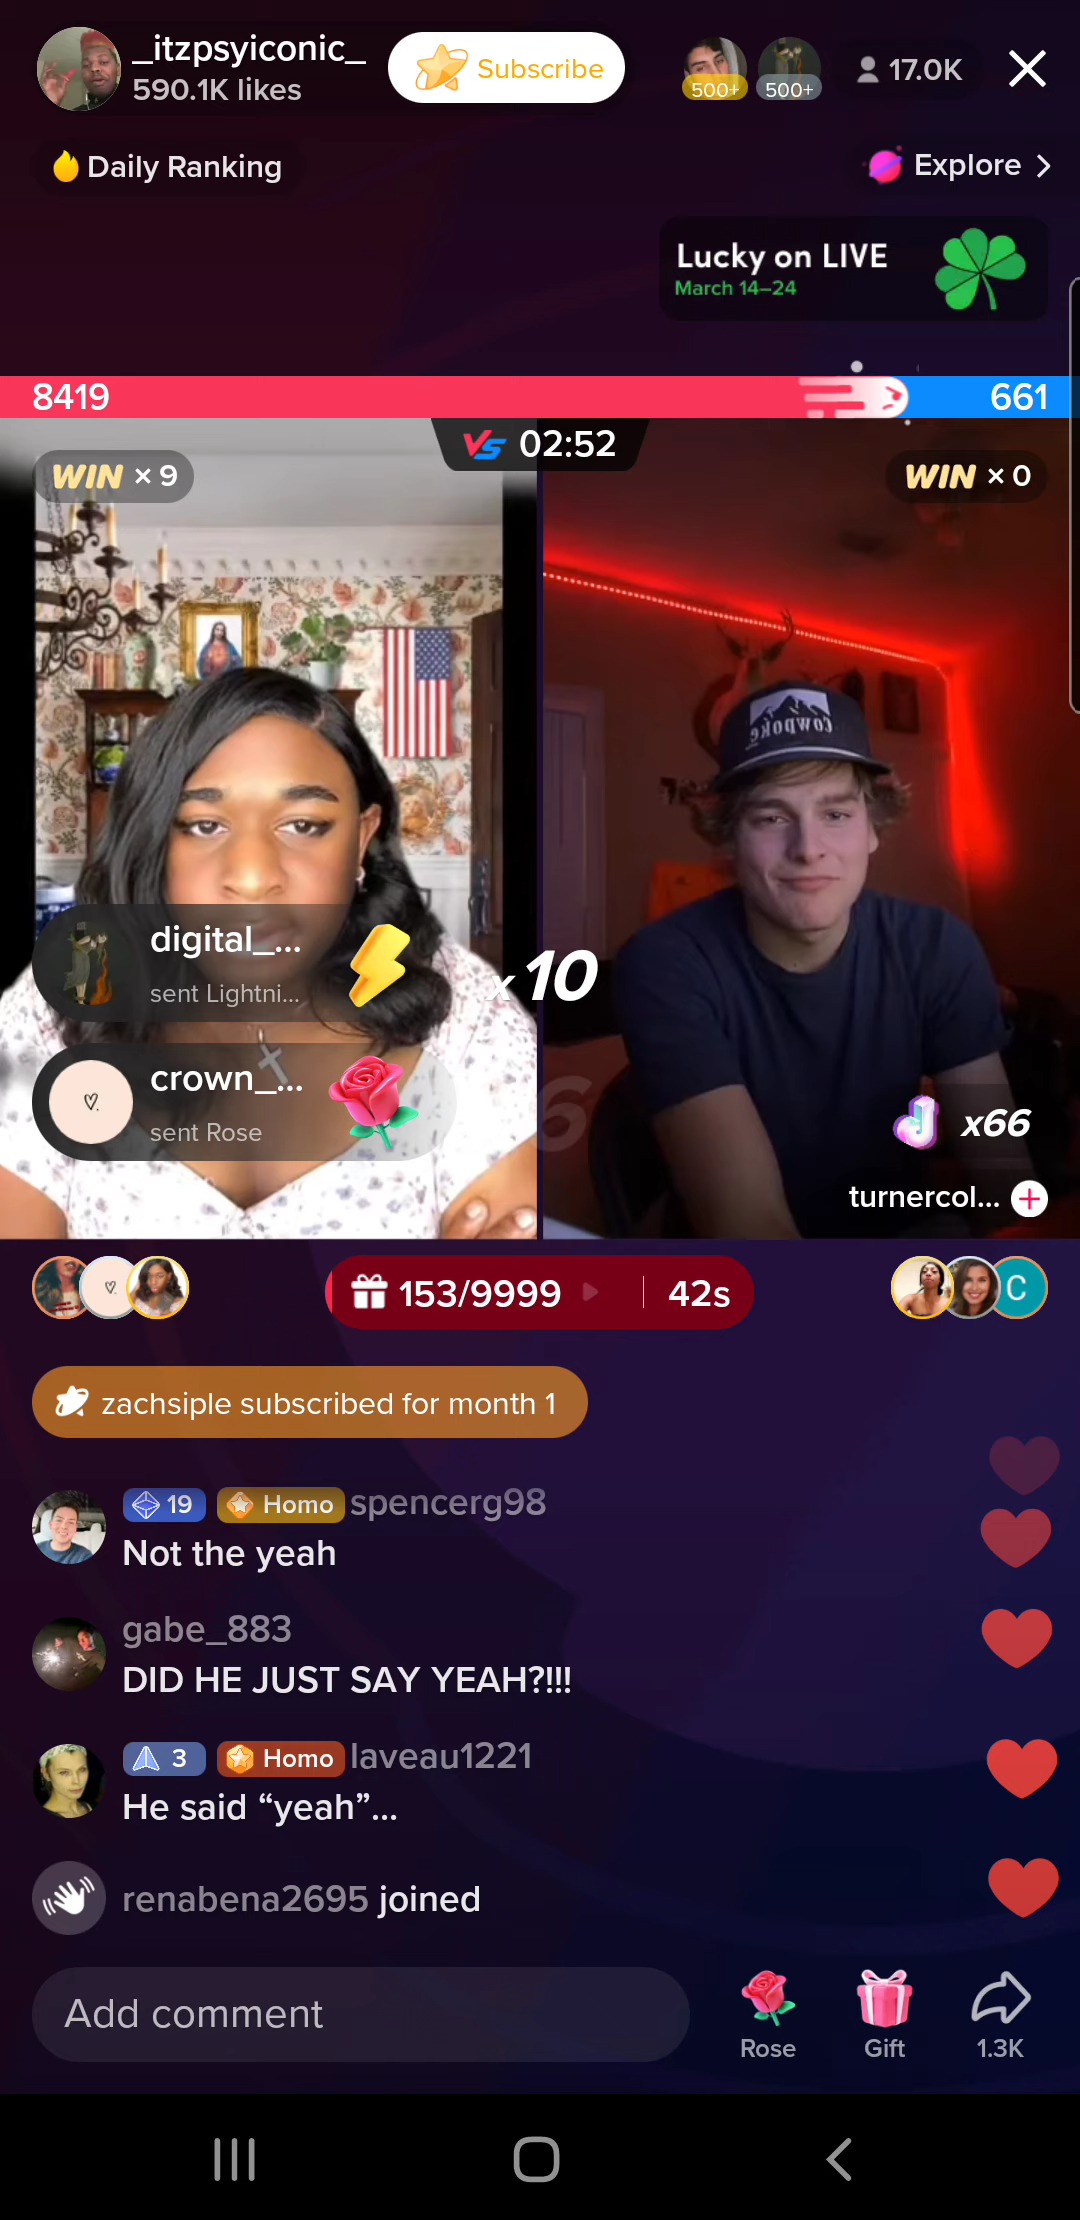 _itzpsyiconic_
590.1K likes
Subscribe
500+
500+
17.0K
Daily Ranking
Explore
Lucky on LIVE
March 14–24
8419
661
VS 02:52
WIN × 9
WIN × 0
Cowpoke
digital_...
sent Lightni...
x 10
crown_...
sent Rose
x66
turnercol...
153/9999
42s
C
zachsiple subscribed for month 1
19 Homo spencerg98
Not the yeah
gabe_883
DID HE JUST SAY YEAH?!!!
3 Homo laveau1221
He said “yeah”...
renabena2695 joined
Add comment
Rose
Gift
1.3K